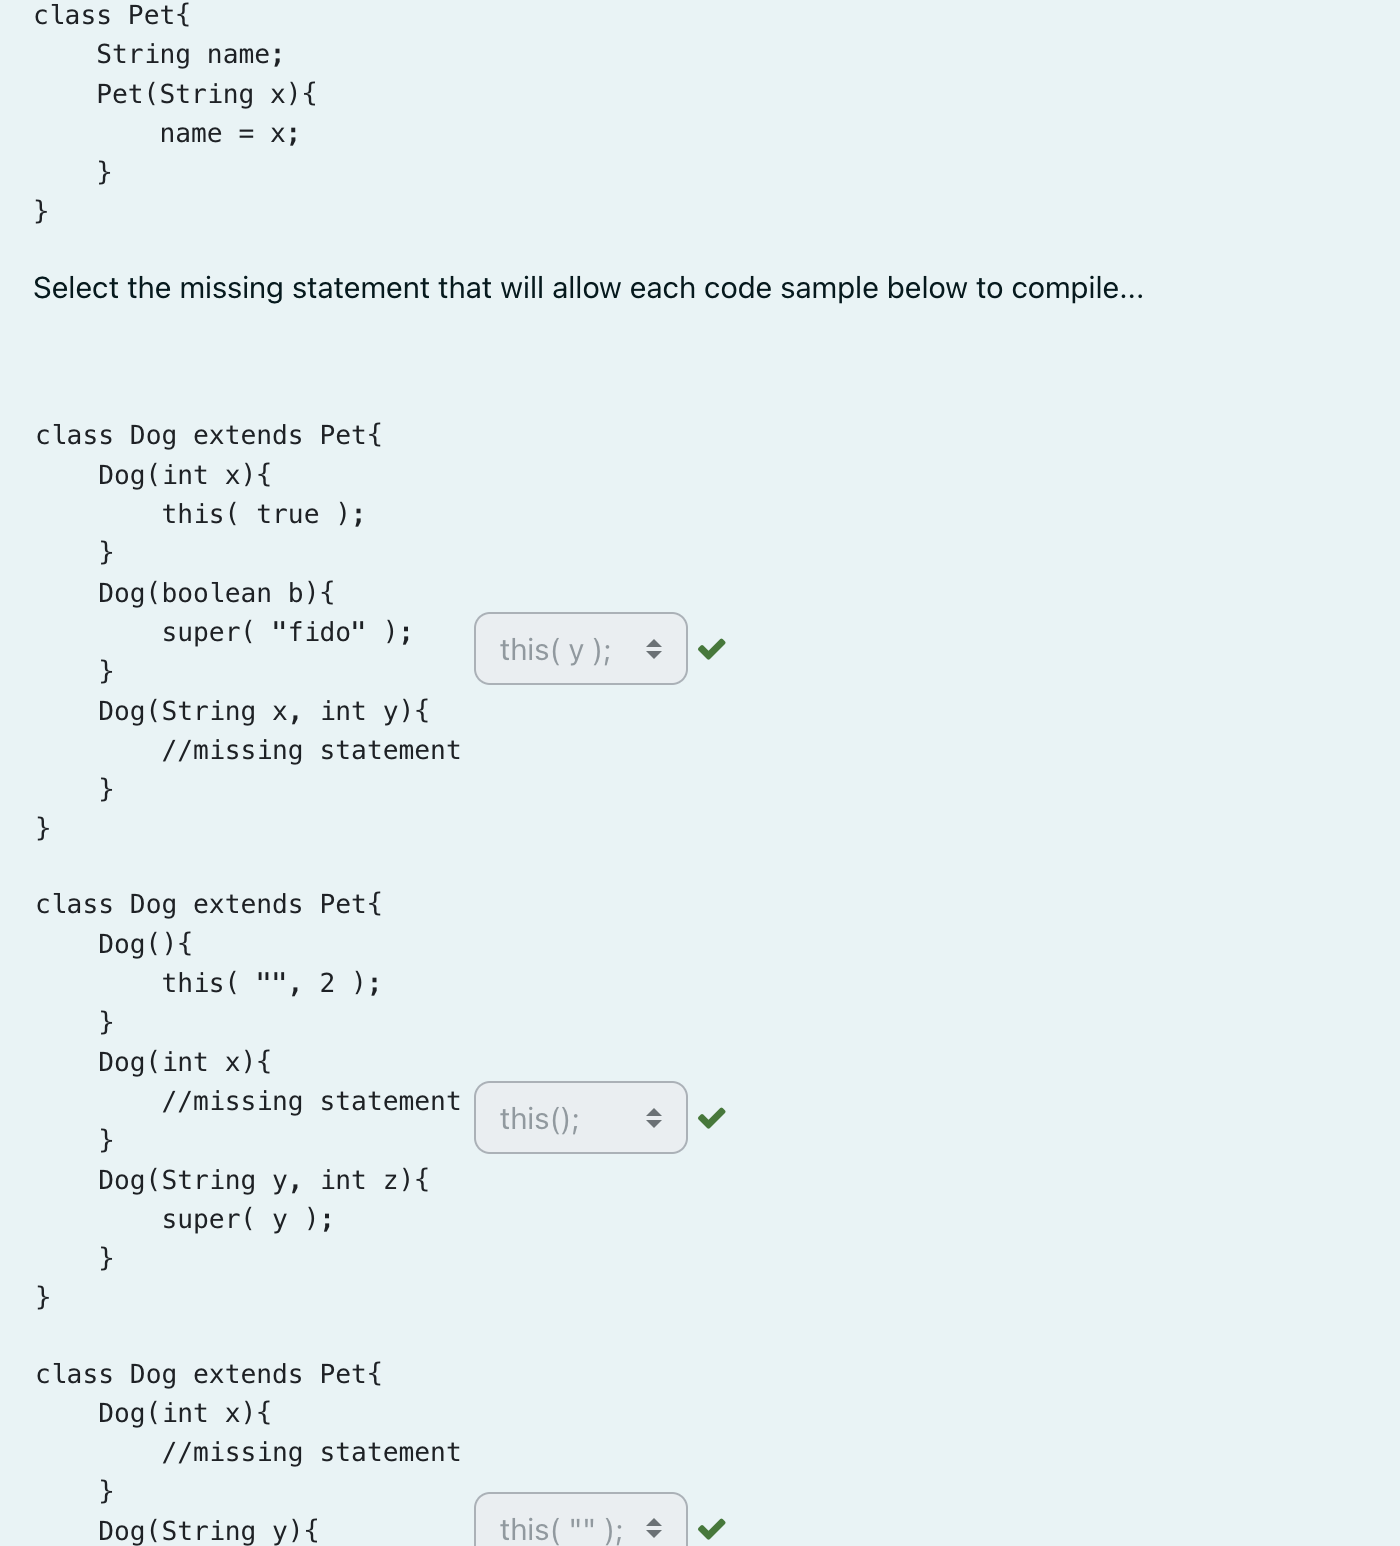 class Pet{
    String name;
    Pet(String x){
        name = x;
    }
}
Select the missing statement that will allow each code sample below to compile...
class Dog extends Pet{
    Dog(int x){
        this( true );
    }
    Dog(boolean b){
        super( "fido" );
    }
    Dog(String x, int y){
        //missing statement
    }
}
this( y );
class Dog extends Pet{
    Dog(){
        this( "", 2 );
    }
    Dog(int x){
        //missing statement
    }
    Dog(String y, int z){
        super( y );
    }
}
this();
class Dog extends Pet{
    Dog(int x){
        //missing statement
    }
    Dog(String y){
this( "" );